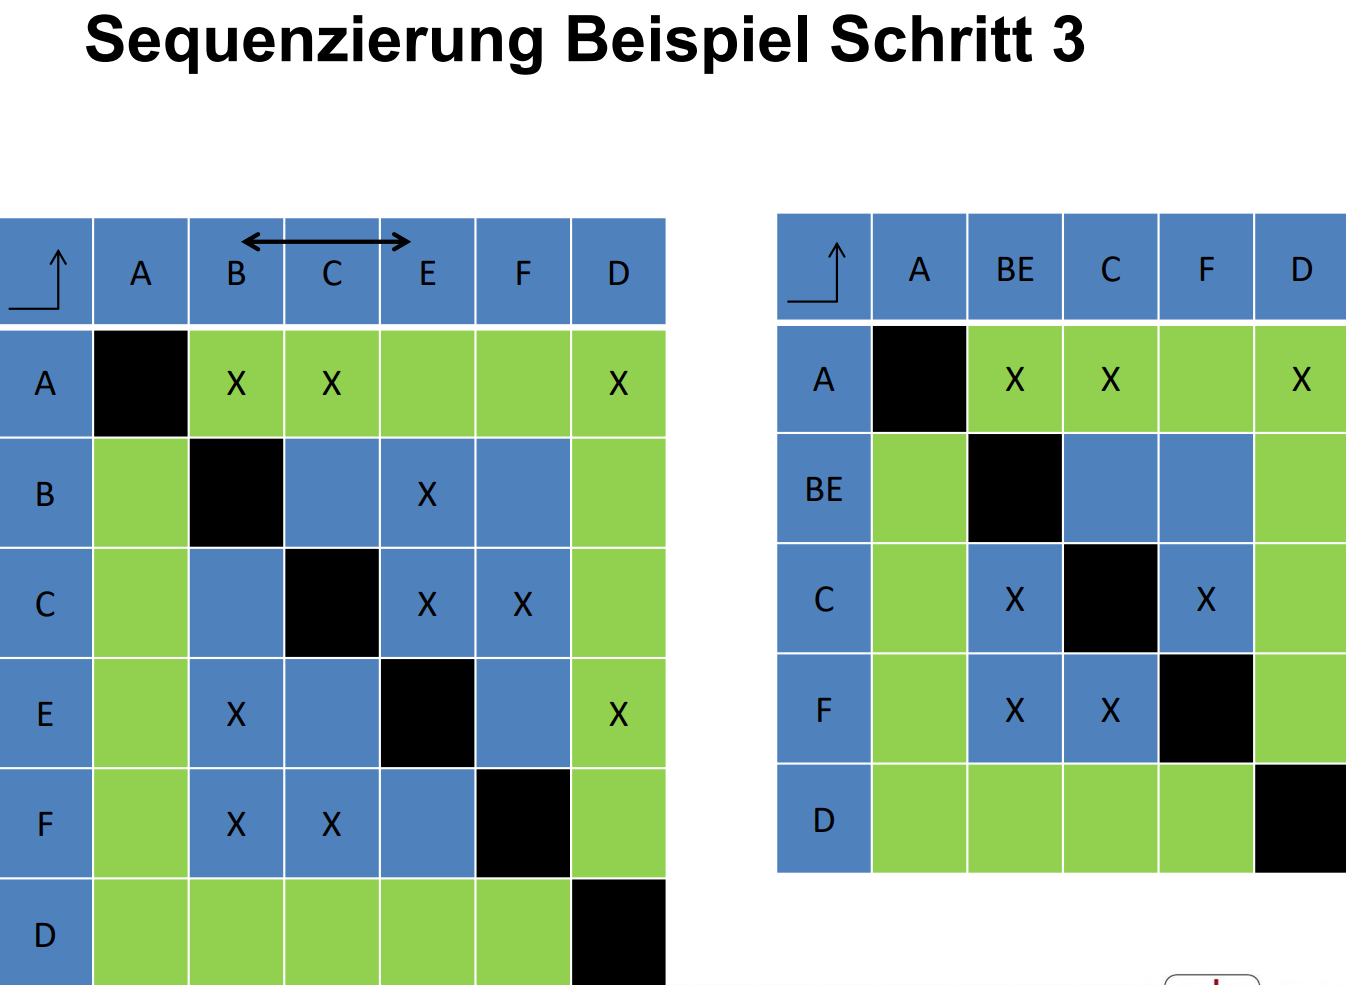 Sequenzierung Beispiel Schritt 3
A B C E F D
A X X X
B X
C X X
E X X
F X X
D
A BE C F D
A X X X
BE
C X X
F X X
D